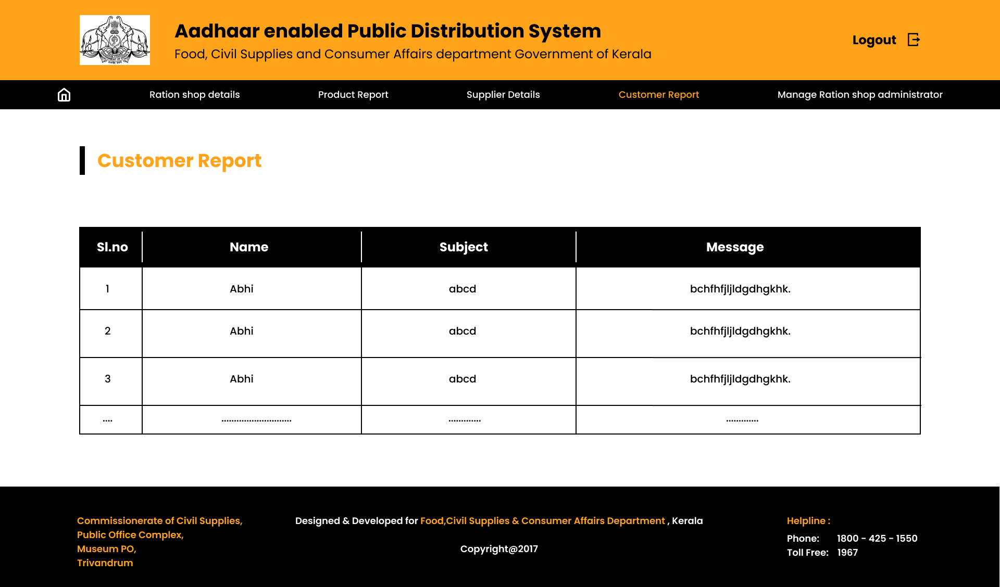 Aadhaar enabled Public Distribution System
Food, Civil Supplies and Consumer Affairs department Government of Kerala
Logout
Ration shop details
Product Report
Supplier Details
Customer Report
Manage Ration shop administrator
Customer Report
Sl.no Name Subject Message
1 Abhi abcd bchfhfjljldgdhgkhk.
2 Abhi abcd bchfhfjljldgdhgkhk.
3 Abhi abcd bchfhfjljldgdhgkhk.
.... ............................ ............. .............
Commissionerate of Civil Supplies,
Public Office Complex,
Museum PO,
Trivandrum
Designed & Developed for Food,Civil Supplies & Consumer Affairs Department , Kerala
Copyright@2017
Helpline :
Phone: 1800 - 425 - 1550
Toll Free: 1967